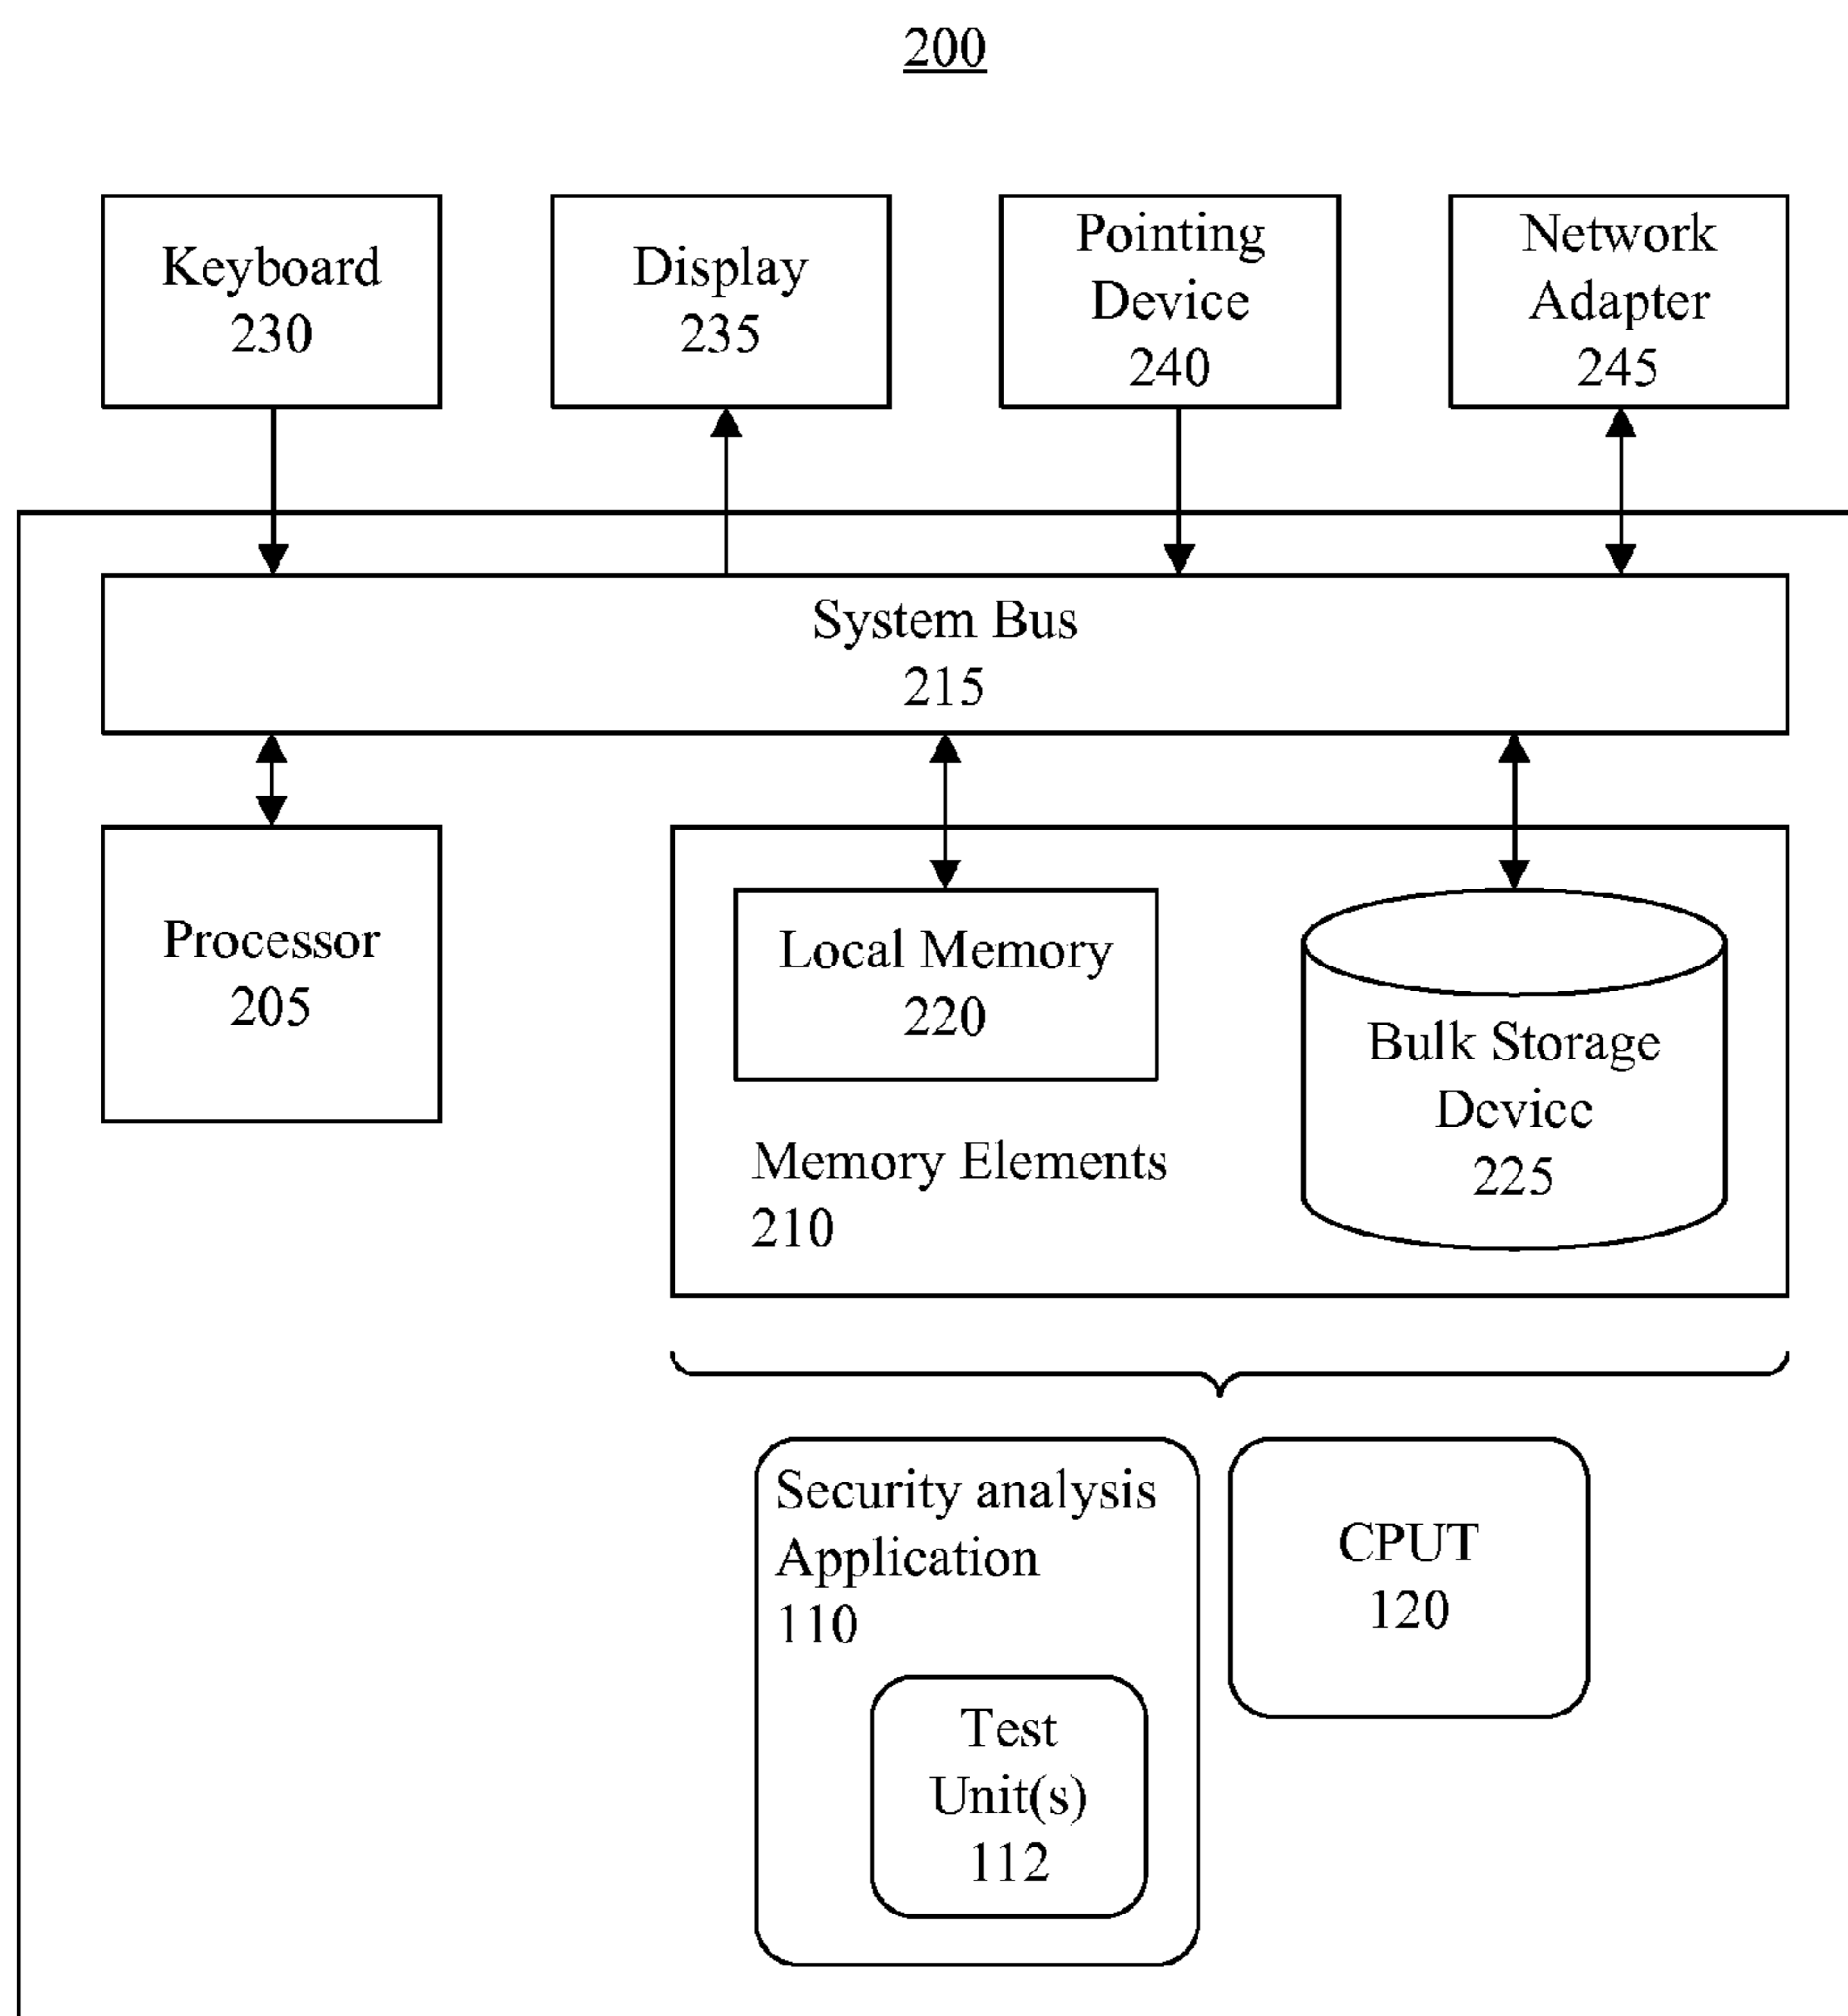 200
Keyboard
230
Display
235
Pointing
Device
240
Network
Adapter
245
System Bus
215
Processor
205
Local Memory
220
Bulk Storage
Device
225
Memory Elements
210
Security analysis
Application
110
Test
Unit(s)
112
CPUT
120